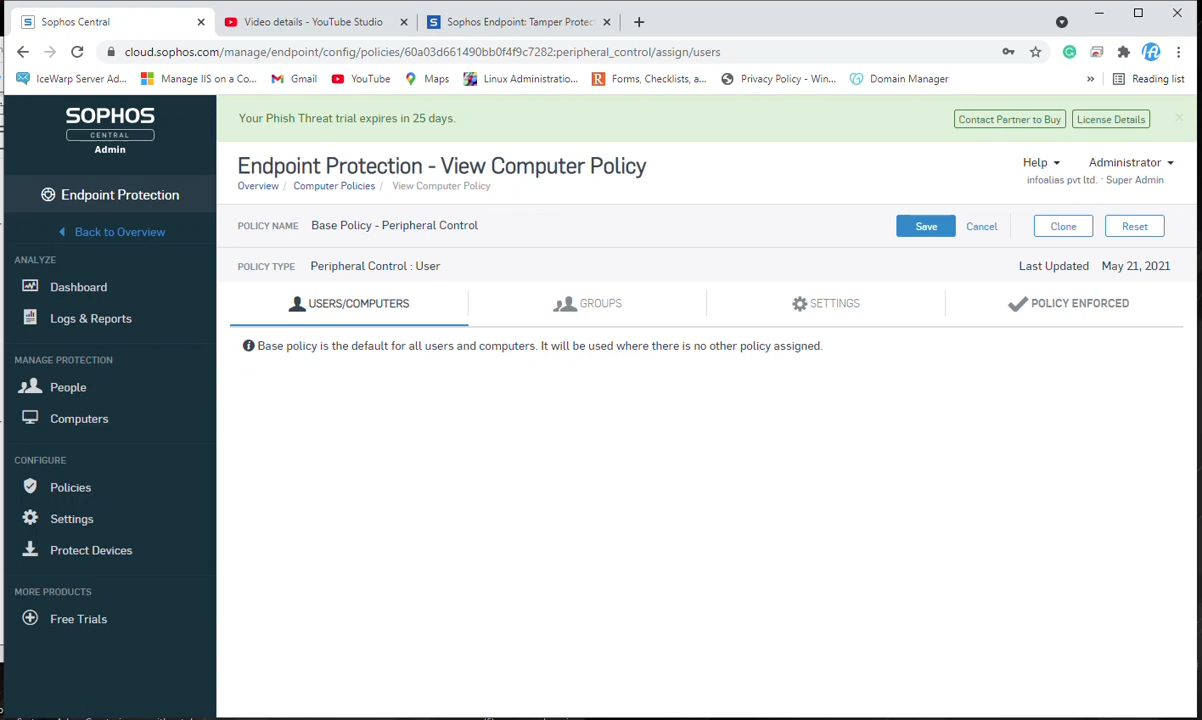 Sophos Central
Video details - YouTube Studio
Sophos Endpoint: Tamper Protec
cloud.sophos.com/manage/endpoint/config/policies/60a03d661490bb0f4f9c7282:peripheral_control/assign/users
IceWarp Server Ad...
Manage IIS on a Co...
Gmail
YouTube
Maps
Linux Administratio...
Forms, Checklists, a...
Privacy Policy - Win...
Domain Manager
»
Reading list
SOPHOS
CENTRAL
Admin
Your Phish Threat trial expires in 25 days.
Contact Partner to Buy
License Details
Endpoint Protection
Endpoint Protection - View Computer Policy
Help
Administrator
Overview / Computer Policies / View Computer Policy
infoalias pvt ltd. · Super Admin
Back to Overview
POLICY NAME Base Policy - Peripheral Control
Save
Cancel
Clone
Reset
POLICY TYPE Peripheral Control : User
Last Updated May 21, 2021
ANALYZE
Dashboard
Logs & Reports
MANAGE PROTECTION
People
Computers
CONFIGURE
Policies
Settings
Protect Devices
MORE PRODUCTS
Free Trials
USERS/COMPUTERS
GROUPS
SETTINGS
POLICY ENFORCED
Base policy is the default for all users and computers. It will be used where there is no other policy assigned.